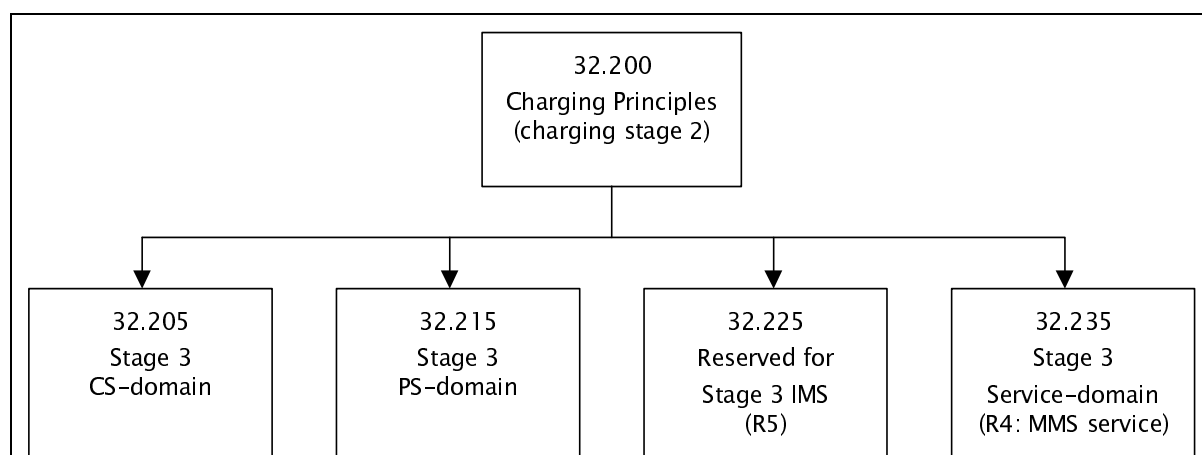 32.200
Charging Principles
(charging stage 2)
32.205
Stage 3
CS-domain
32.215
Stage 3
PS-domain
32.225
Reserved for
Stage 3 IMS
(R5)
32.235
Stage 3
Service-domain
(R4: MMS service)